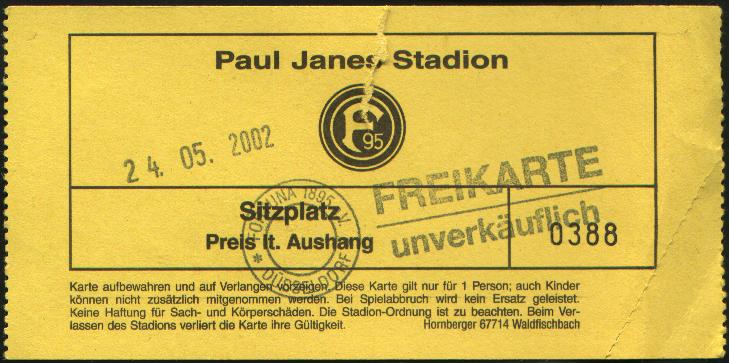 Paul Janes Stadion
F 95
24. 05. 2002
FREIKARTE
unverkäuflich
Sitzplatz
Preis lt. Aushang
0388
FORTUNA 1895 e.V.
* DÜSSELDORF *
Karte aufbewahren und auf Verlangen vorzeigen. Diese Karte gilt nur für 1 Person; auch Kinder
können nicht zusätzlich mitgenommen werden. Bei Spielabbruch wird kein Ersatz geleistet.
Keine Haftung für Sach- und Körperschäden. Die Stadion-Ordnung ist zu beachten. Beim Ver-
lassen des Stadions verliert die Karte ihre Gültigkeit. Hornberger 67714 Waldfischbach